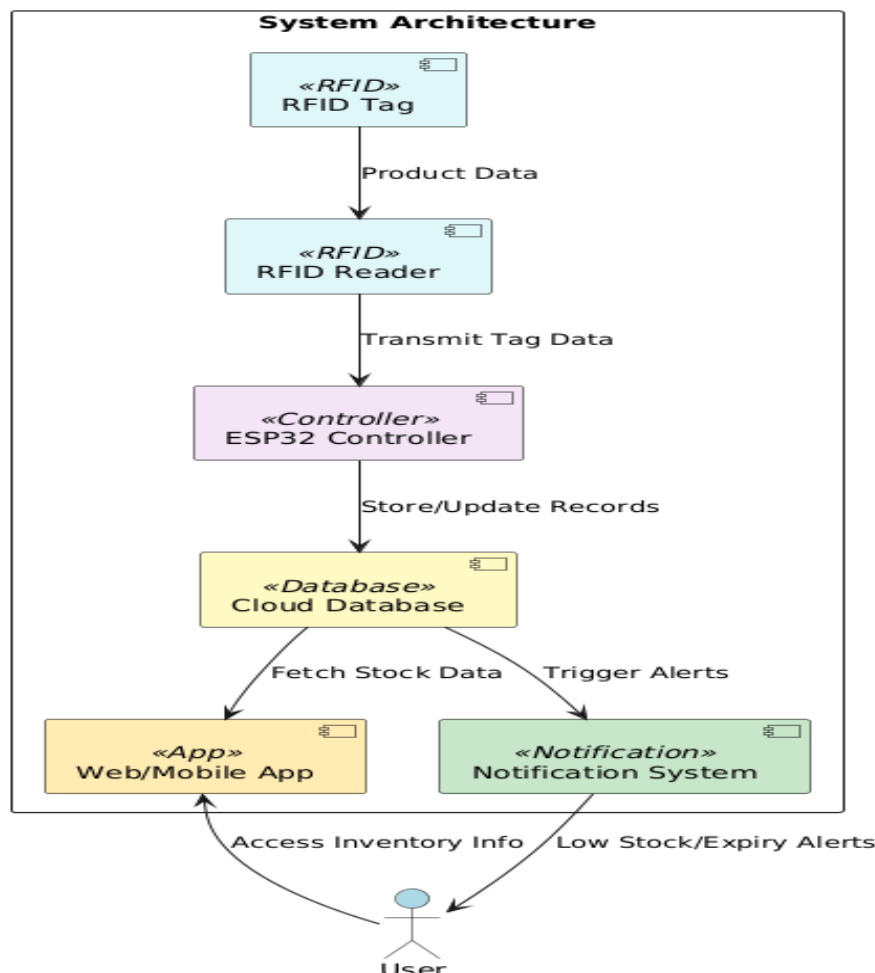 System Architecture
«RFID»
RFID Tag
Product Data
«RFID»
RFID Reader
Transmit Tag Data
«Controller»
ESP32 Controller
Store/Update Records
«Database»
Cloud Database
Fetch Stock Data
Trigger Alerts
«App»
Web/Mobile App
«Notification»
Notification System
Access Inventory Info
Low Stock/Expiry Alerts
User